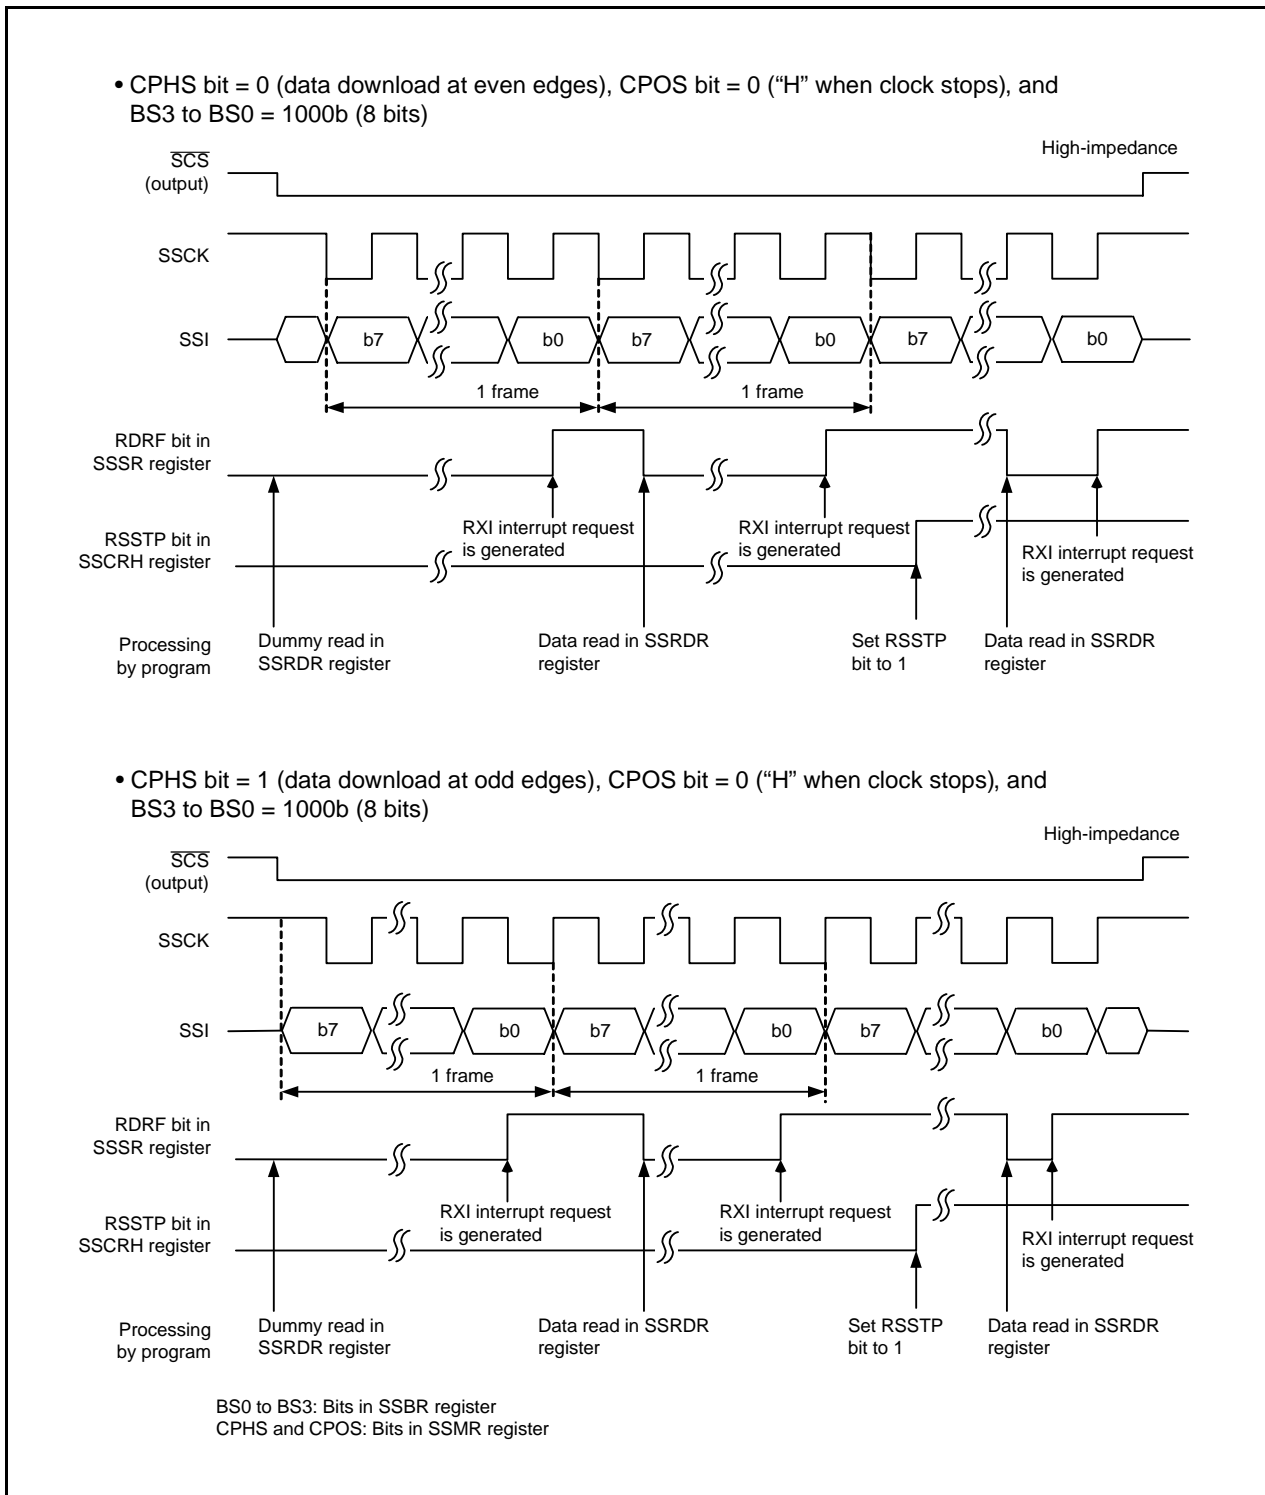 • CPHS bit = 0 (data download at even edges), CPOS bit = 0 (“H” when clock stops), and
BS3 to BS0 = 1000b (8 bits)
High-impedance
SCS
(output)
SSCK
SSI
b7
b0
b7
b0
b7
b0
1 frame
1 frame
RDRF bit in
SSSR register
RXI interrupt request
is generated
RXI interrupt request
is generated
RXI interrupt request
is generated
RSSTP bit in
SSCRH register
Processing
by program
Dummy read in
SSRDR register
Data read in SSRDR
register
Set RSSTP
bit to 1
Data read in SSRDR
register
• CPHS bit = 1 (data download at odd edges), CPOS bit = 0 (“H” when clock stops), and
BS3 to BS0 = 1000b (8 bits)
High-impedance
SCS
(output)
SSCK
SSI
b7
b0
b7
b0
b7
b0
1 frame
1 frame
RDRF bit in
SSSR register
RXI interrupt request
is generated
RXI interrupt request
is generated
RXI interrupt request
is generated
RSSTP bit in
SSCRH register
Processing
by program
Dummy read in
SSRDR register
Data read in SSRDR
register
Set RSSTP
bit to 1
Data read in SSRDR
register
BS0 to BS3: Bits in SSBR register
CPHS and CPOS: Bits in SSMR register